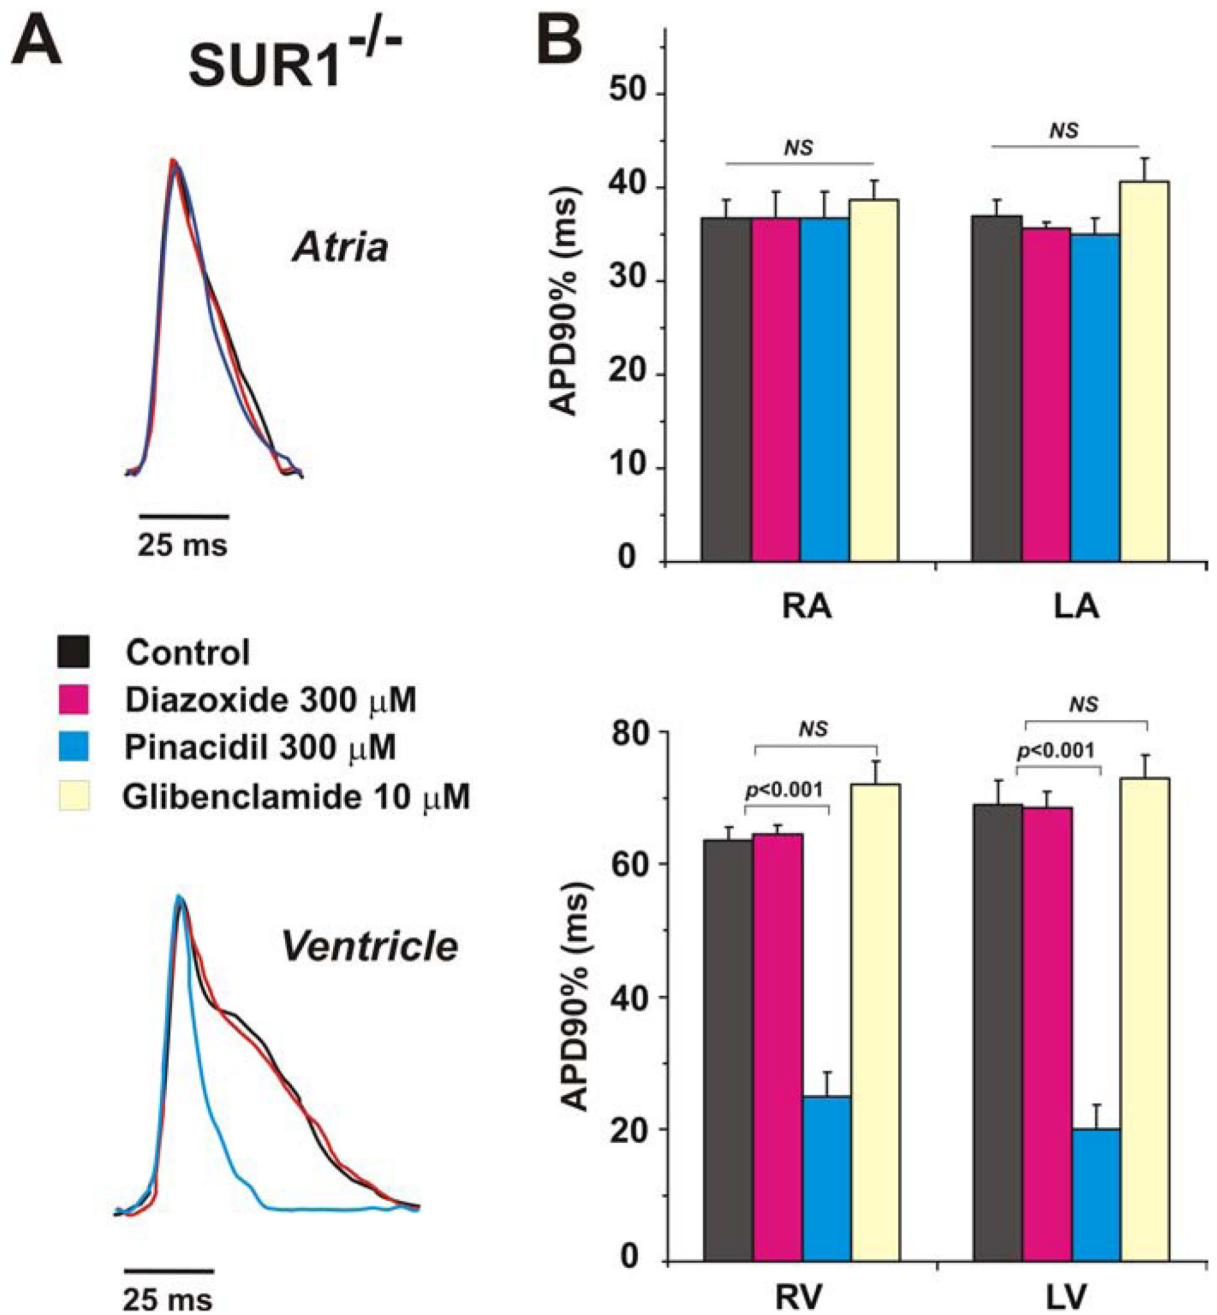 A
SUR1-/-
Atria
25 ms
Control
Diazoxide 300 μM
Pinacidil 300 μM
Glibenclamide 10 μM
Ventricle
25 ms
B
APD90% (ms)
50
40
30
20
10
0
NS
NS
RA
LA
APD90% (ms)
80
60
40
20
0
NS
p<0.001
NS
p<0.001
RV
LV